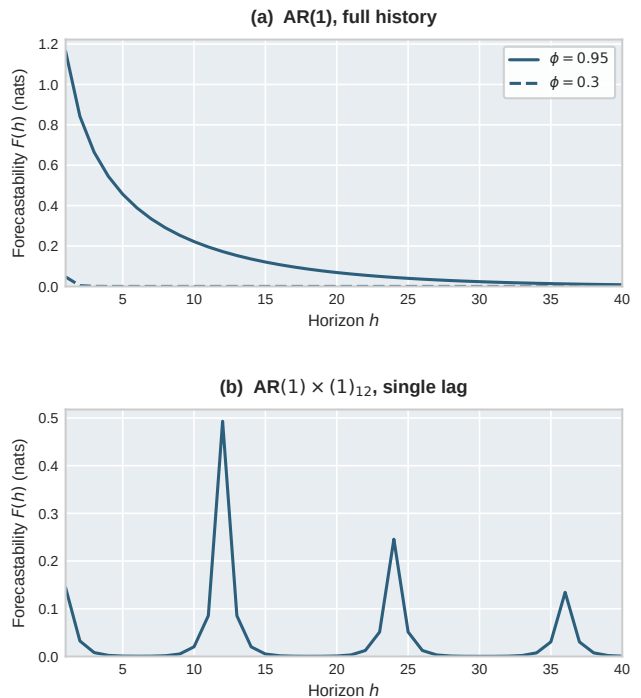 (a) AR(1), full history
Forecastability F(h) (nats)
1.2
1.0
0.8
0.6
0.4
0.2
0.0
ϕ = 0.95
ϕ = 0.3
5 10 15 20 25 30 35 40
Horizon h
(b) AR(1) × (1)₁₂, single lag
Forecastability F(h) (nats)
0.5
0.4
0.3
0.2
0.1
0.0
5 10 15 20 25 30 35 40
Horizon h